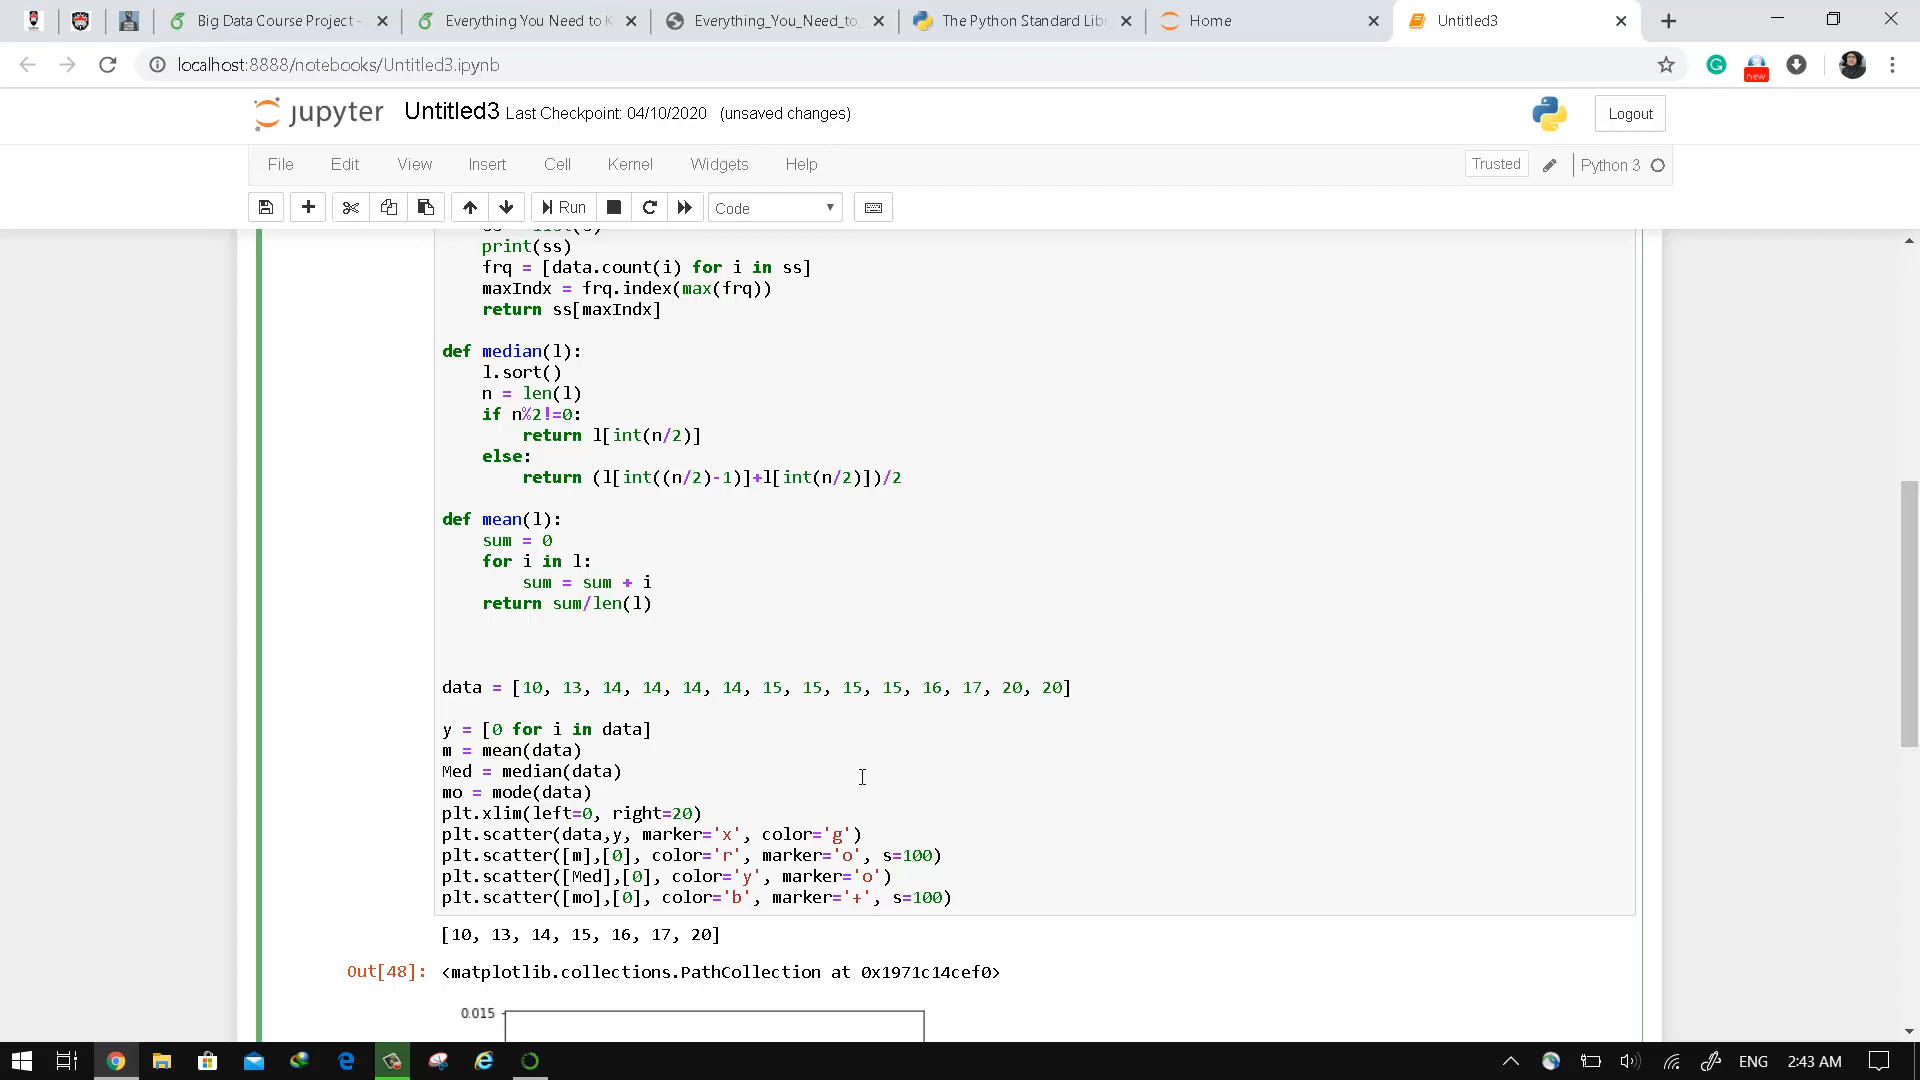 Big Data Course Project -
Everything You Need to K
Everything_You_Need_to_
The Python Standard Libr
Home
Untitled3
localhost:8888/notebooks/Untitled3.ipynb
new
jupyter
Untitled3 Last Checkpoint: 04/10/2020 (unsaved changes)
Logout
File Edit View Insert Cell Kernel Widgets Help
Trusted
Python 3
Run
Code
print(ss)
frq = [data.count(i) for i in ss]
maxIndx = frq.index(max(frq))
return ss[maxIndx]
def median(l):
l.sort()
n = len(l)
if n%2!=0:
return l[int(n/2)]
else:
return (l[int((n/2)-1)]+l[int(n/2)])/2
def mean(l):
sum = 0
for i in l:
sum = sum + i
return sum/len(l)
data = [10, 13, 14, 14, 14, 14, 15, 15, 15, 15, 16, 17, 20, 20]
y = [0 for i in data]
m = mean(data)
Med = median(data)
mo = mode(data)
plt.xlim(left=0, right=20)
plt.scatter(data,y, marker='x', color='g')
plt.scatter([m],[0], color='r', marker='o', s=100)
plt.scatter([Med],[0], color='y', marker='o')
plt.scatter([mo],[0], color='b', marker='+', s=100)
[10, 13, 14, 15, 16, 17, 20]
Out[48]: <matplotlib.collections.PathCollection at 0x1971c14cef0>
0.015
ENG
2:43 AM